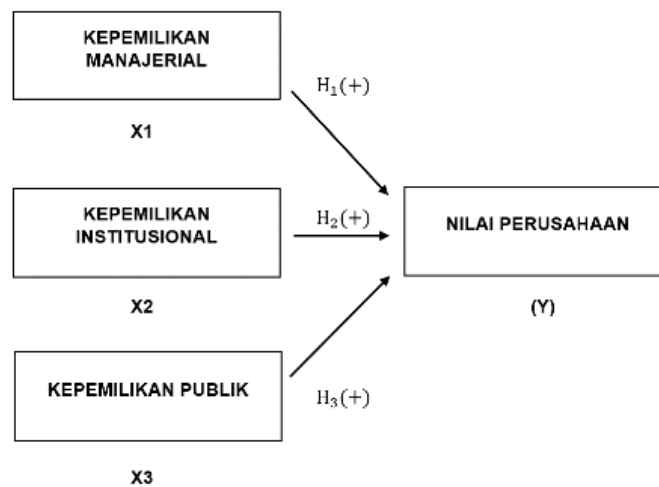 KEPEMILIKAN
MANAJERIAL
X1
H₁(+)
KEPEMILIKAN
INSTITUSIONAL
X2
H₂(+)
NILAI PERUSAHAAN
(Y)
KEPEMILIKAN PUBLIK
X3
H₃(+)